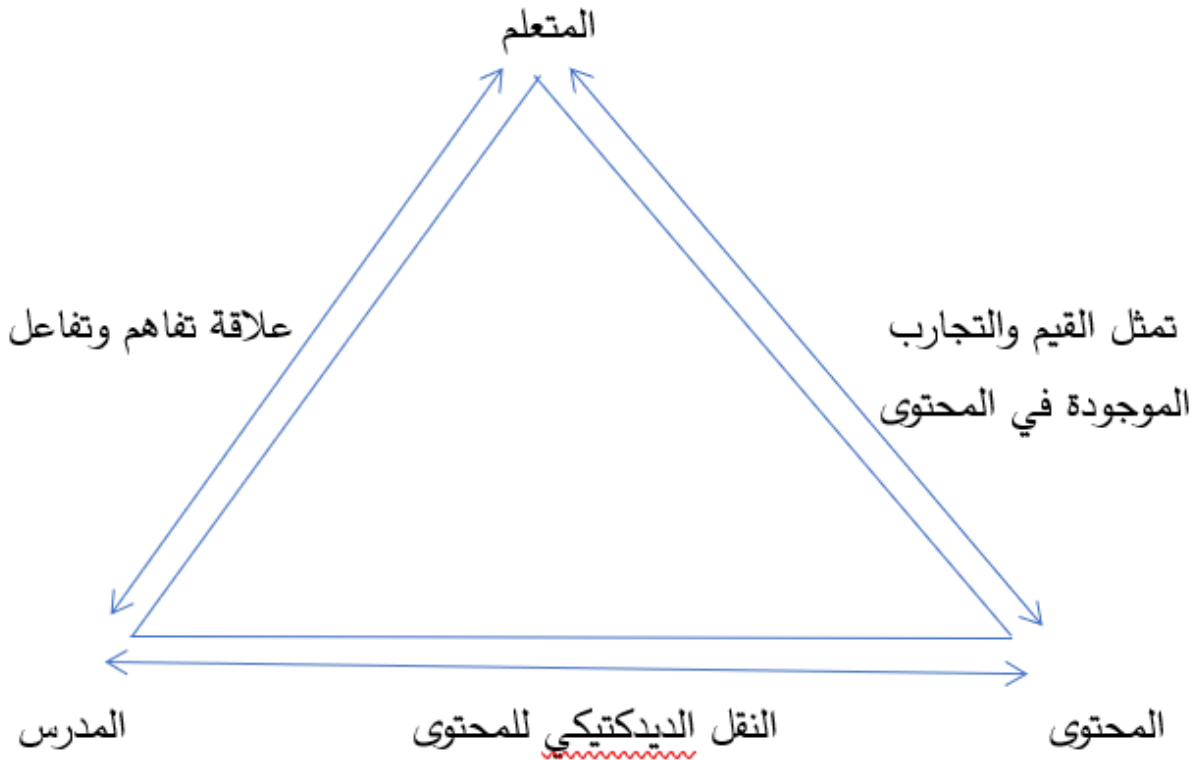 المتعلم
تمثل القيم والتجارب
الموجودة في المحتوى
علاقة تفاهم وتفاعل
المحتوى
النقل الديدكتيكي للمحتوى
المدرس